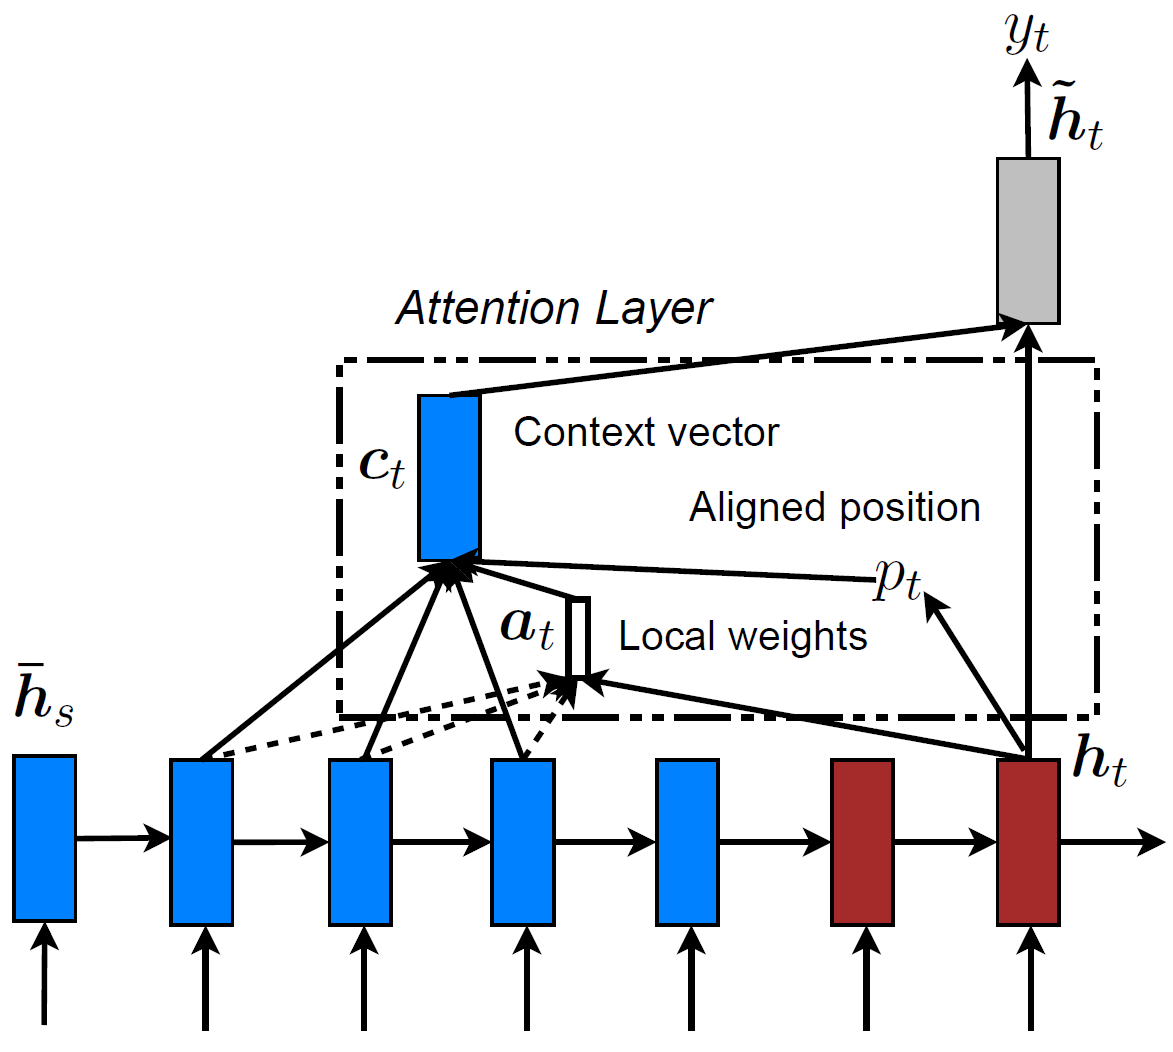 y_t
h̃_t
Attention Layer
Context vector
c_t
Aligned position
p_t
a_t
Local weights
h̄_s
h_t